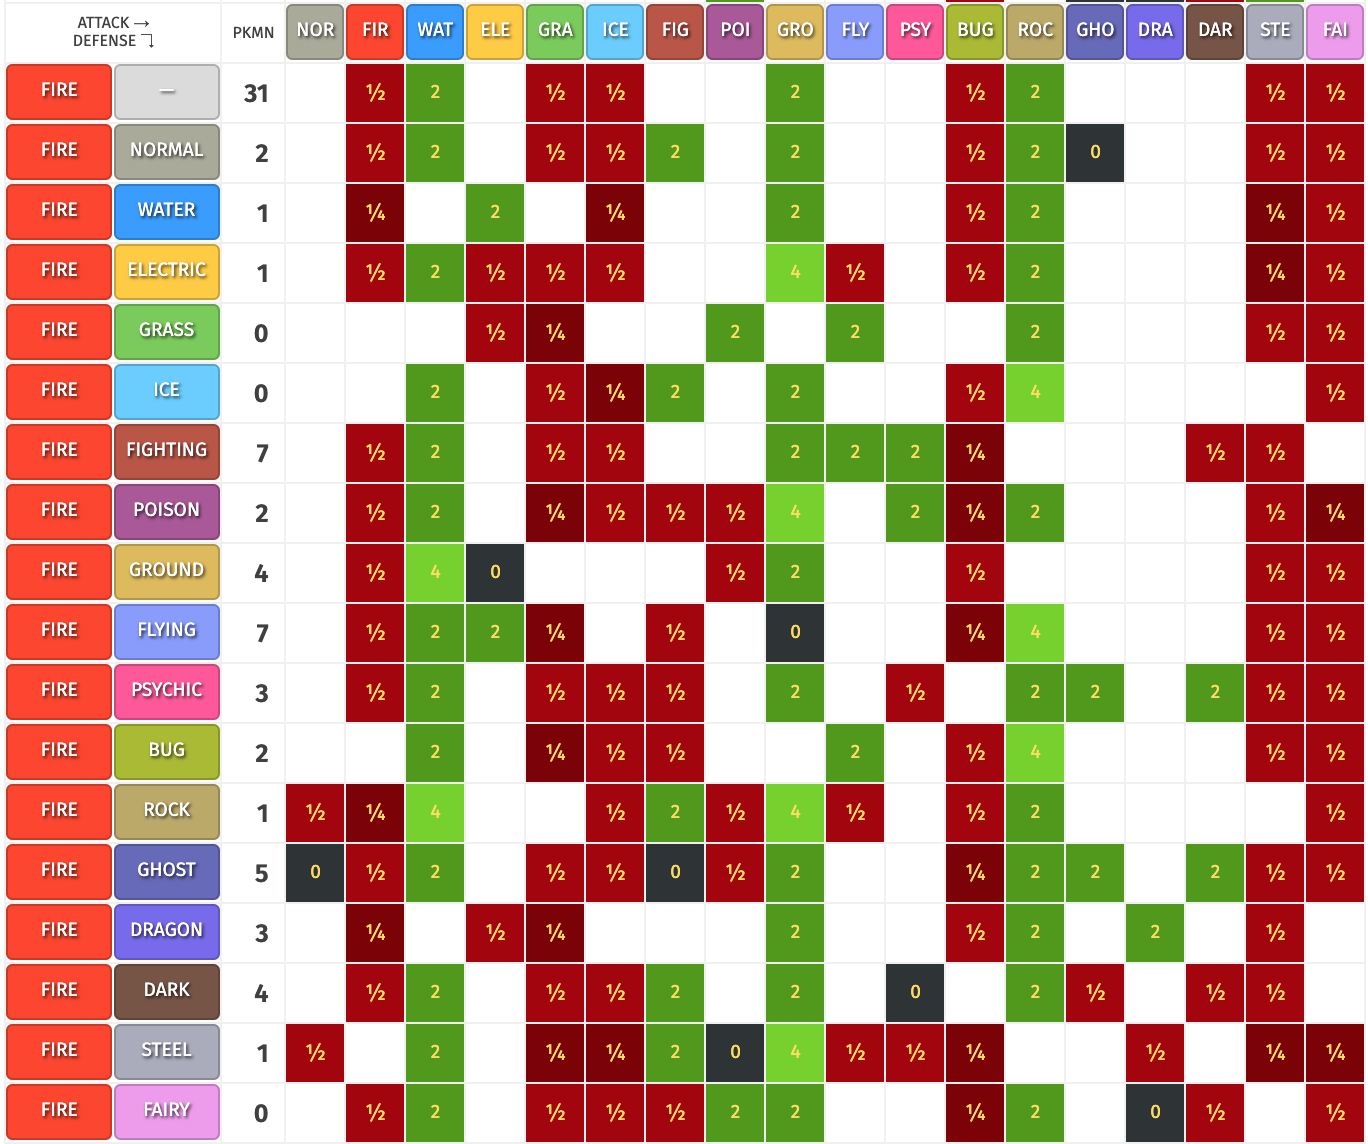 ATTACK → DEFENSE ↴ PKMN NOR FIR WAT ELE GRA ICE FIG POI GRO FLY PSY BUG ROC GHO DRA DAR STE FAI
FIRE — 31 ½ 2 ½ ½ 2 ½ 2 ½ ½
FIRE NORMAL 2 ½ 2 ½ ½ 2 2 ½ 2 0 ½ ½
FIRE WATER 1 ¼ 2 ¼ 2 ½ 2 ¼ ½
FIRE ELECTRIC 1 ½ 2 ½ ½ ½ 4 ½ ½ 2 ¼ ½
FIRE GRASS 0 ½ ¼ 2 2 2 ½ ½
FIRE ICE 0 2 ½ ¼ 2 2 ½ 4 ½
FIRE FIGHTING 7 ½ 2 ½ ½ 2 2 2 ¼ ½ ½
FIRE POISON 2 ½ 2 ¼ ½ ½ ½ 4 2 ¼ 2 ½ ¼
FIRE GROUND 4 ½ 4 0 ½ 2 ½ ½ ½
FIRE FLYING 7 ½ 2 2 ¼ ½ 0 ¼ 4 ½ ½
FIRE PSYCHIC 3 ½ 2 ½ ½ ½ 2 ½ 2 2 2 ½ ½
FIRE BUG 2 2 ¼ ½ ½ 2 ½ 4 ½ ½
FIRE ROCK 1 ½ ¼ 4 ½ 2 ½ 4 ½ ½ 2 ½
FIRE GHOST 5 0 ½ 2 ½ ½ 0 ½ 2 ¼ 2 2 2 ½ ½
FIRE DRAGON 3 ¼ ½ ¼ 2 ½ 2 2 ½
FIRE DARK 4 ½ 2 ½ ½ 2 2 0 2 ½ ½ ½
FIRE STEEL 1 ½ 2 ¼ ¼ 2 0 4 ½ ½ ¼ ½ ¼ ¼
FIRE FAIRY 0 ½ 2 ½ ½ ½ 2 2 ¼ 2 0 ½ ½